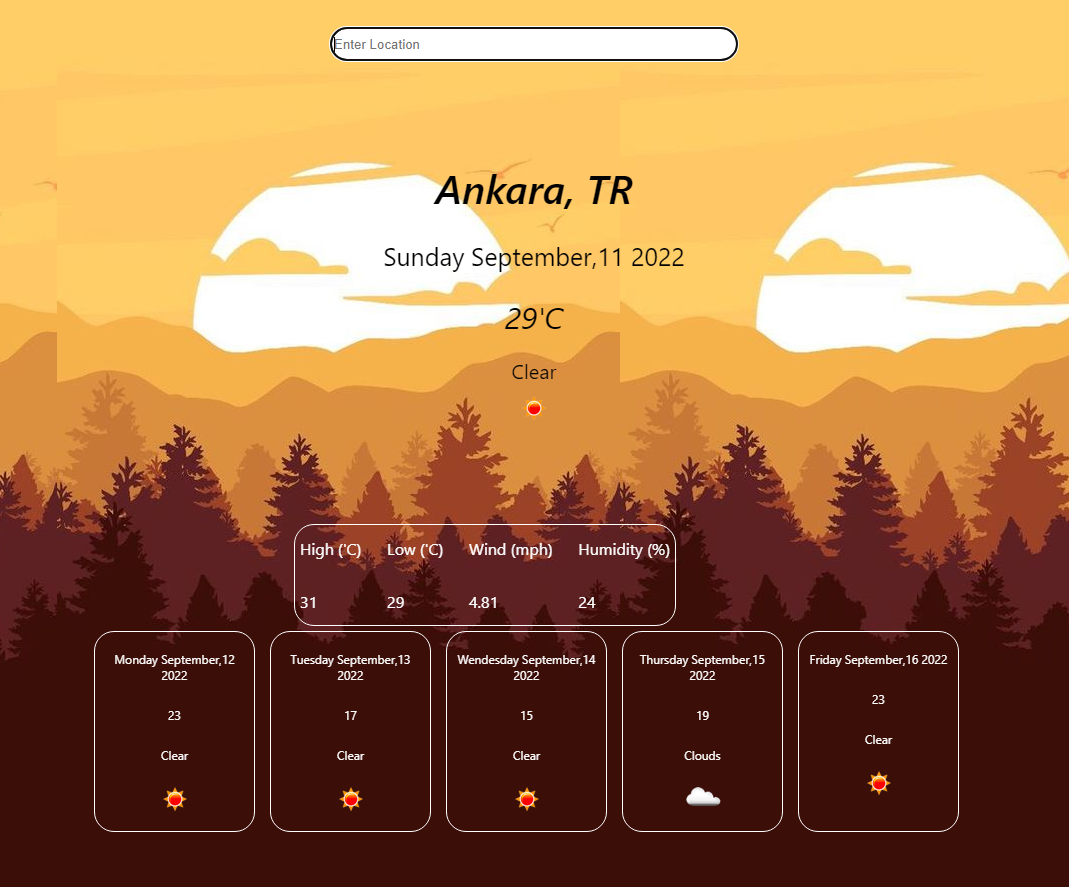 Enter Location
Ankara, TR
Sunday September,11 2022
29'C
Clear
High ('C) Low ('C) Wind (mph) Humidity (%)
31 29 4.81 24
Monday September,12
2022
23
Clear
Tuesday September,13
2022
17
Clear
Wendesday September,14
2022
15
Clear
Thursday September,15
2022
19
Clouds
Friday September,16 2022
23
Clear